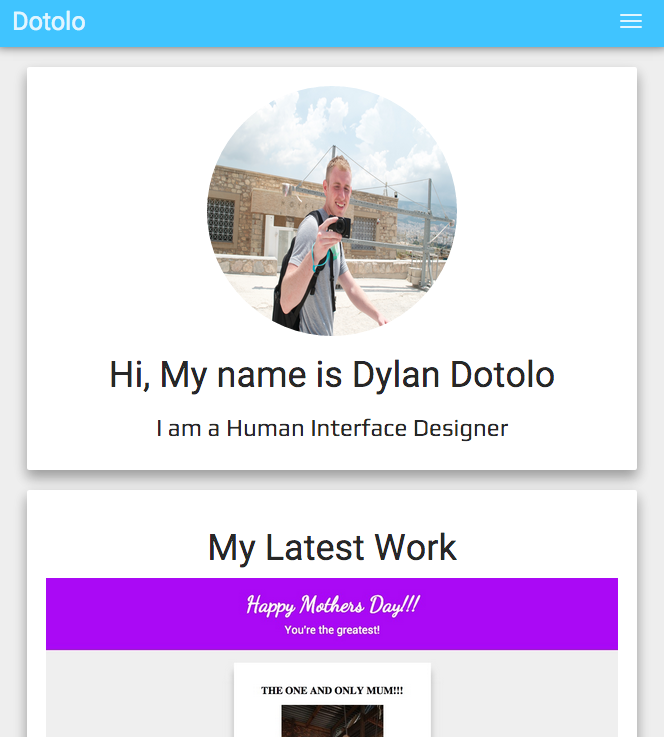 Dotolo
Hi, My name is Dylan Dotolo
I am a Human Interface Designer
My Latest Work
Happy Mothers Day!!!
You're the greatest!
THE ONE AND ONLY MUM!!!